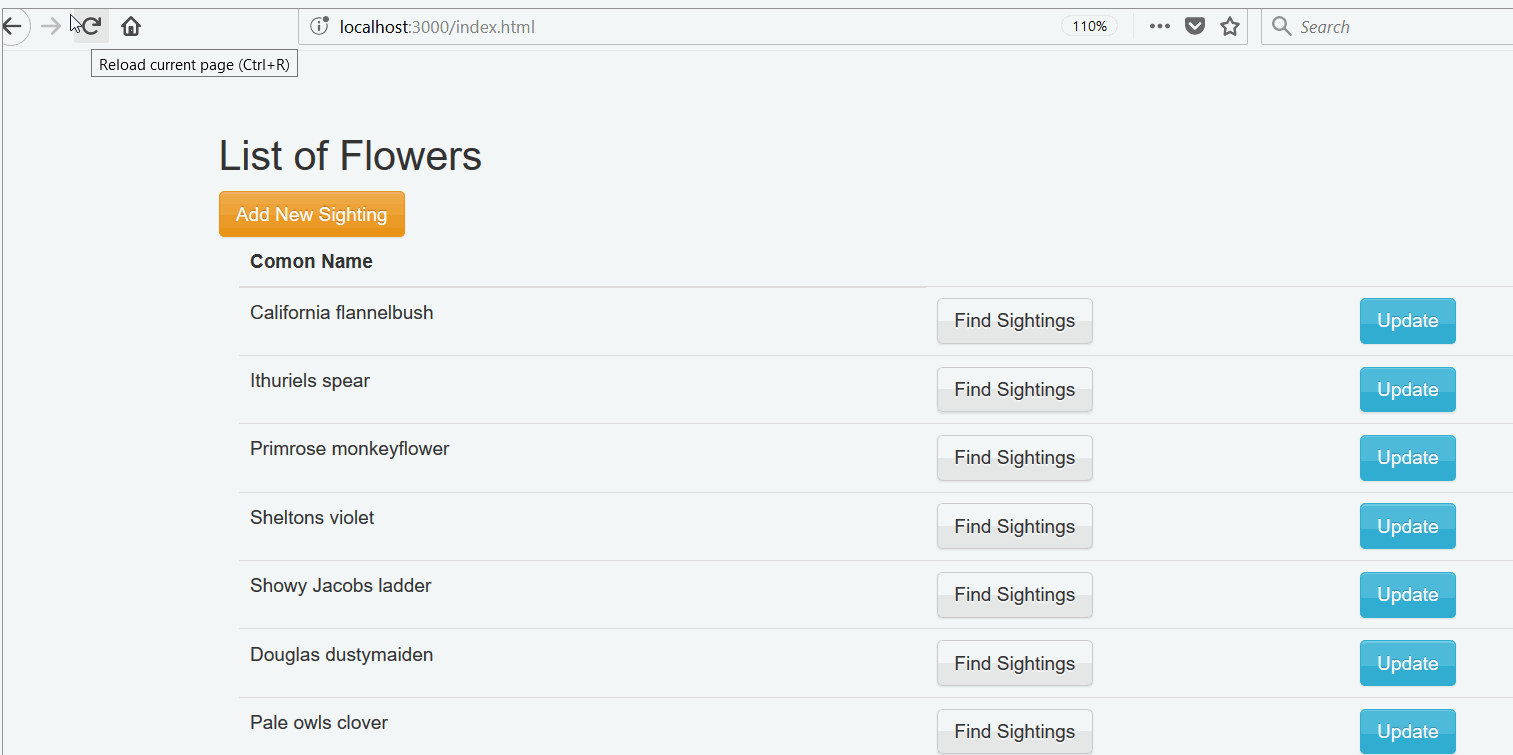 localhost:3000/index.html 110% Search
Reload current page (Ctrl+R)
List of Flowers
Add New Sighting
Comon Name
California flannelbush Find Sightings Update
Ithuriels spear Find Sightings Update
Primrose monkeyflower Find Sightings Update
Sheltons violet Find Sightings Update
Showy Jacobs ladder Find Sightings Update
Douglas dustymaiden Find Sightings Update
Pale owls clover Find Sightings Update